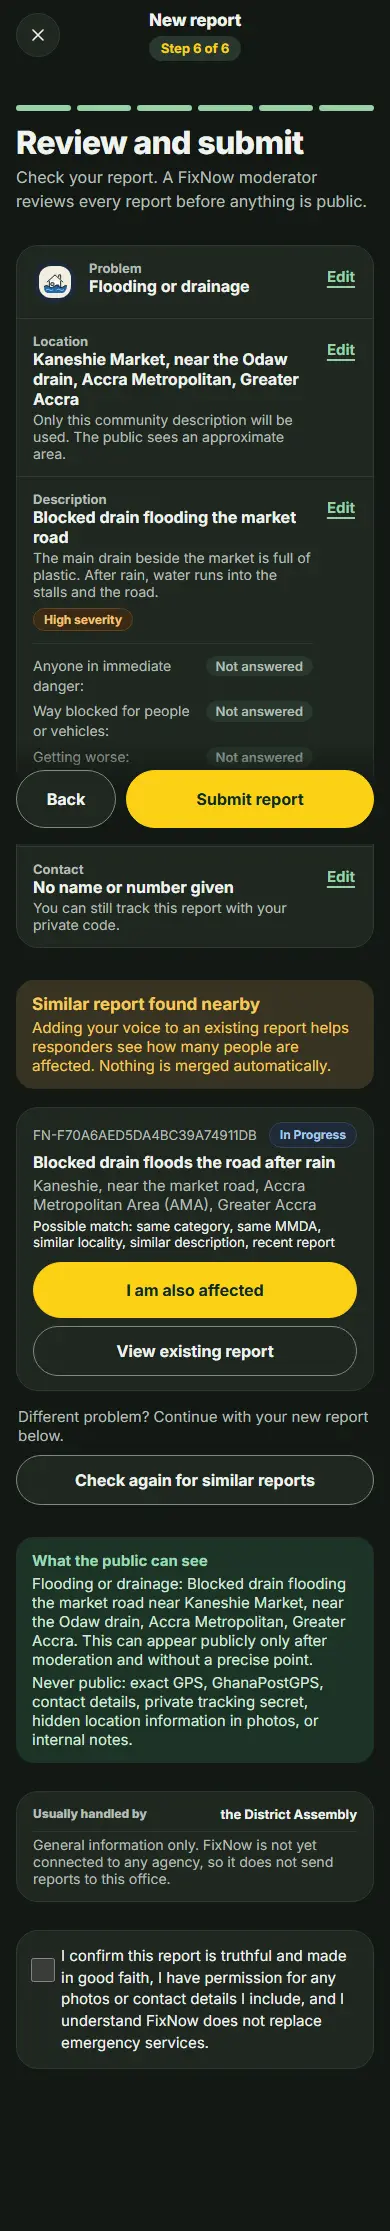 New report
Step 6 of 6
Review and submit
Check your report. A FixNow moderator
reviews every report before anything is public.
Problem
Flooding or drainage
Edit
Location
Kaneshie Market, near the Odaw
drain, Accra Metropolitan, Greater
Accra
Edit
Only this community description will be
used. The public sees an approximate
area.
Description
Blocked drain flooding the market
road
Edit
The main drain beside the market is full of
plastic. After rain, water runs into the
stalls and the road.
High severity
Anyone in immediate
danger:
Not answered
Way blocked for people
or vehicles:
Not answered
Getting worse:
Not answered
Back
Submit report
Contact
No name or number given
Edit
You can still track this report with your
private code.
Similar report found nearby
Adding your voice to an existing report helps
responders see how many people are
affected. Nothing is merged automatically.
FN-F70A6AED5DA4BC39A74911DB
In Progress
Blocked drain floods the road after rain
Kaneshie, near the market road, Accra
Metropolitan Area (AMA), Greater Accra
Possible match: same category, same MMDA,
similar locality, similar description, recent report
I am also affected
View existing report
Different problem? Continue with your new report
below.
Check again for similar reports
What the public can see
Flooding or drainage: Blocked drain flooding
the market road near Kaneshie Market, near
the Odaw drain, Accra Metropolitan, Greater
Accra. This can appear publicly only after
moderation and without a precise point.
Never public: exact GPS, GhanaPostGPS,
contact details, private tracking secret,
hidden location information in photos, or
internal notes.
Usually handled by
the District Assembly
General information only. FixNow is not yet
connected to any agency, so it does not send
reports to this office.
I confirm this report is truthful and made
in good faith, I have permission for any
photos or contact details I include, and I
understand FixNow does not replace
emergency services.